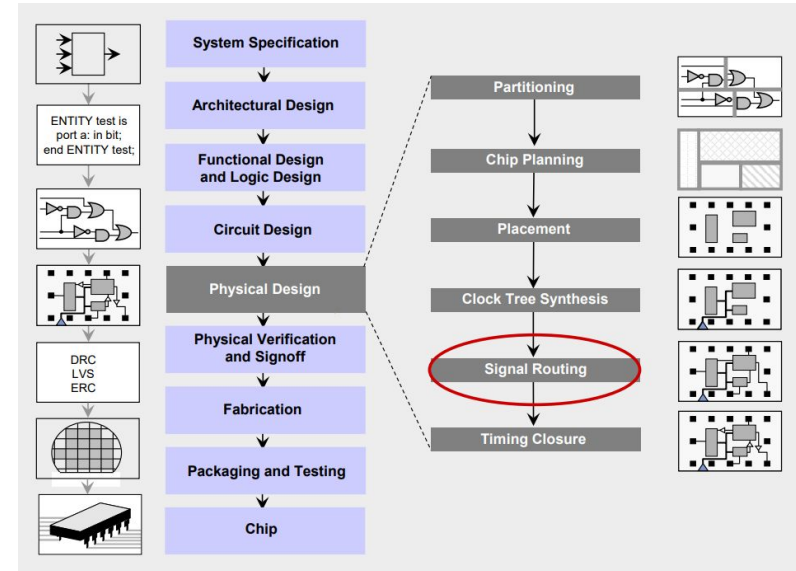 ENTITY test is
port a: in bit;
end ENTITY test;
DRC
LVS
ERC
System Specification
Architectural Design
Functional Design
and Logic Design
Circuit Design
Physical Design
Physical Verification
and Signoff
Fabrication
Packaging and Testing
Chip
Partitioning
Chip Planning
Placement
Clock Tree Synthesis
Signal Routing
Timing Closure